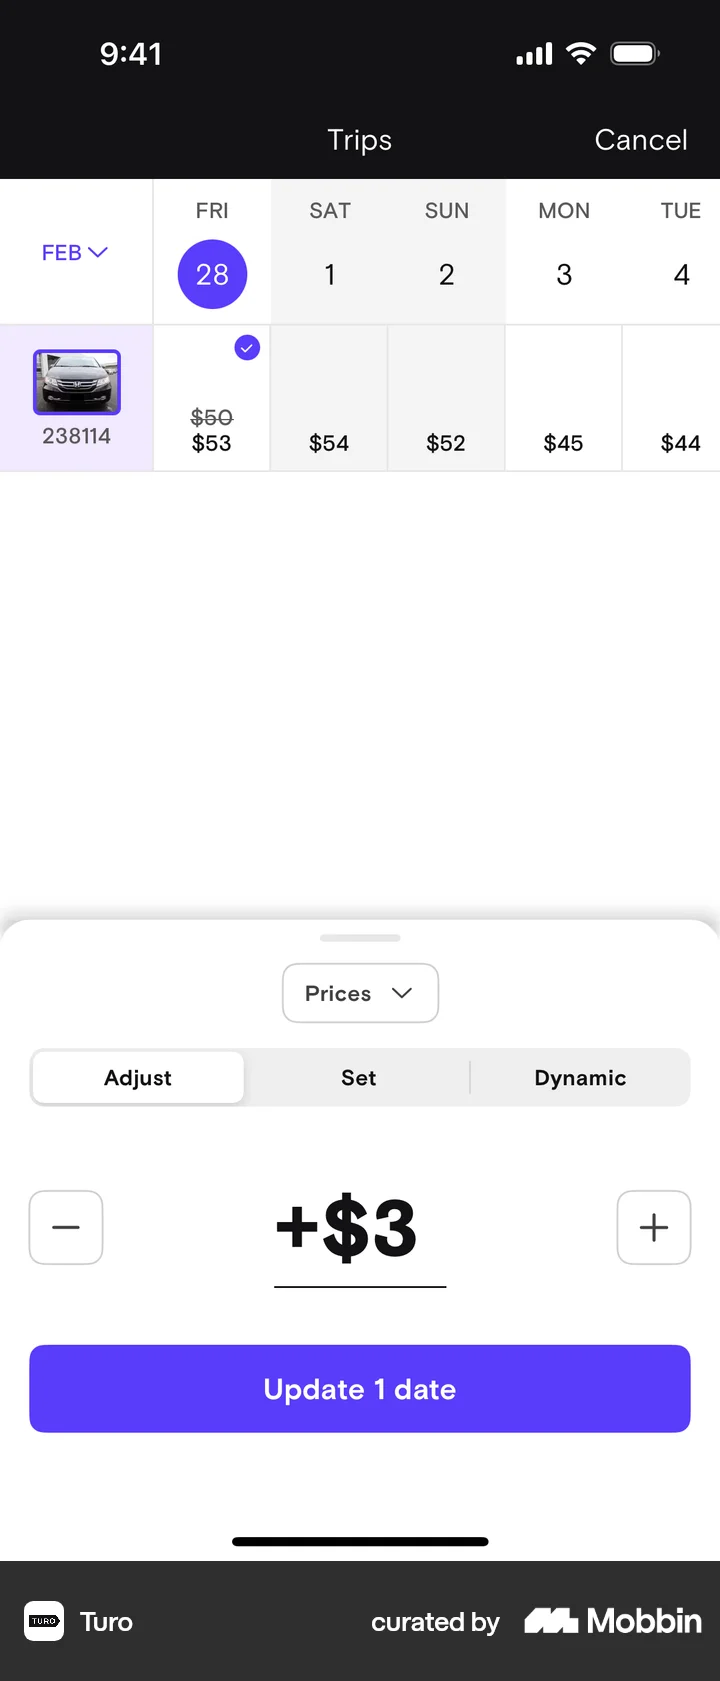 9:41
Trips
Cancel
FEB
FRI
SAT
SUN
MON
TUE
28
1
2
3
4
238114
$50
$53
$54
$52
$45
$44
Prices
Adjust
Set
Dynamic
+$3
Update 1 date
TURO
Turo
curated by
Mobbin